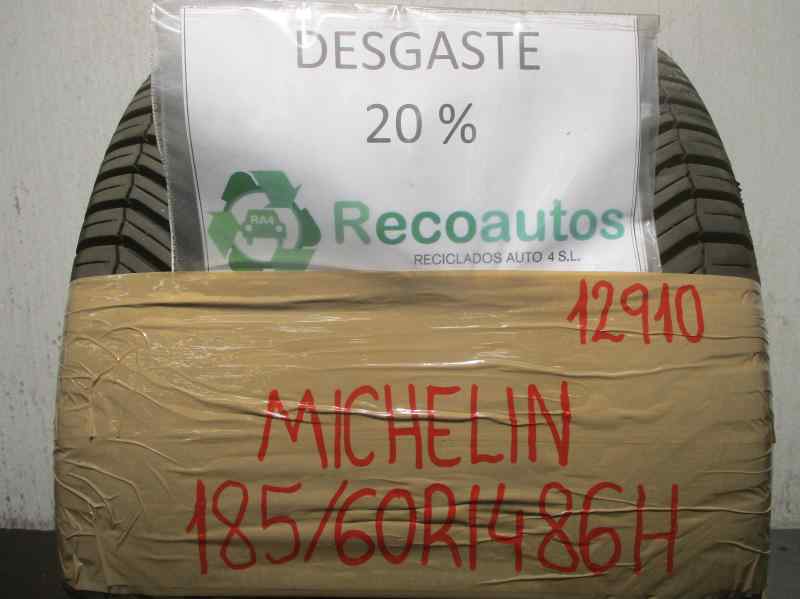 DESGASTE
20 %
RA4
Recoautos
RECICLADOS AUTO 4 S.L.
12910
MICHELIN
185/60R1486H